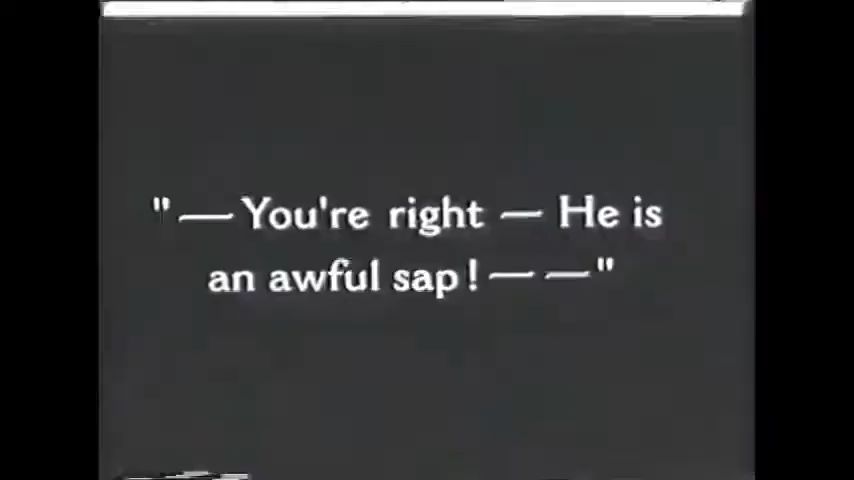 "—You're right — He is
an awful sap! — —"